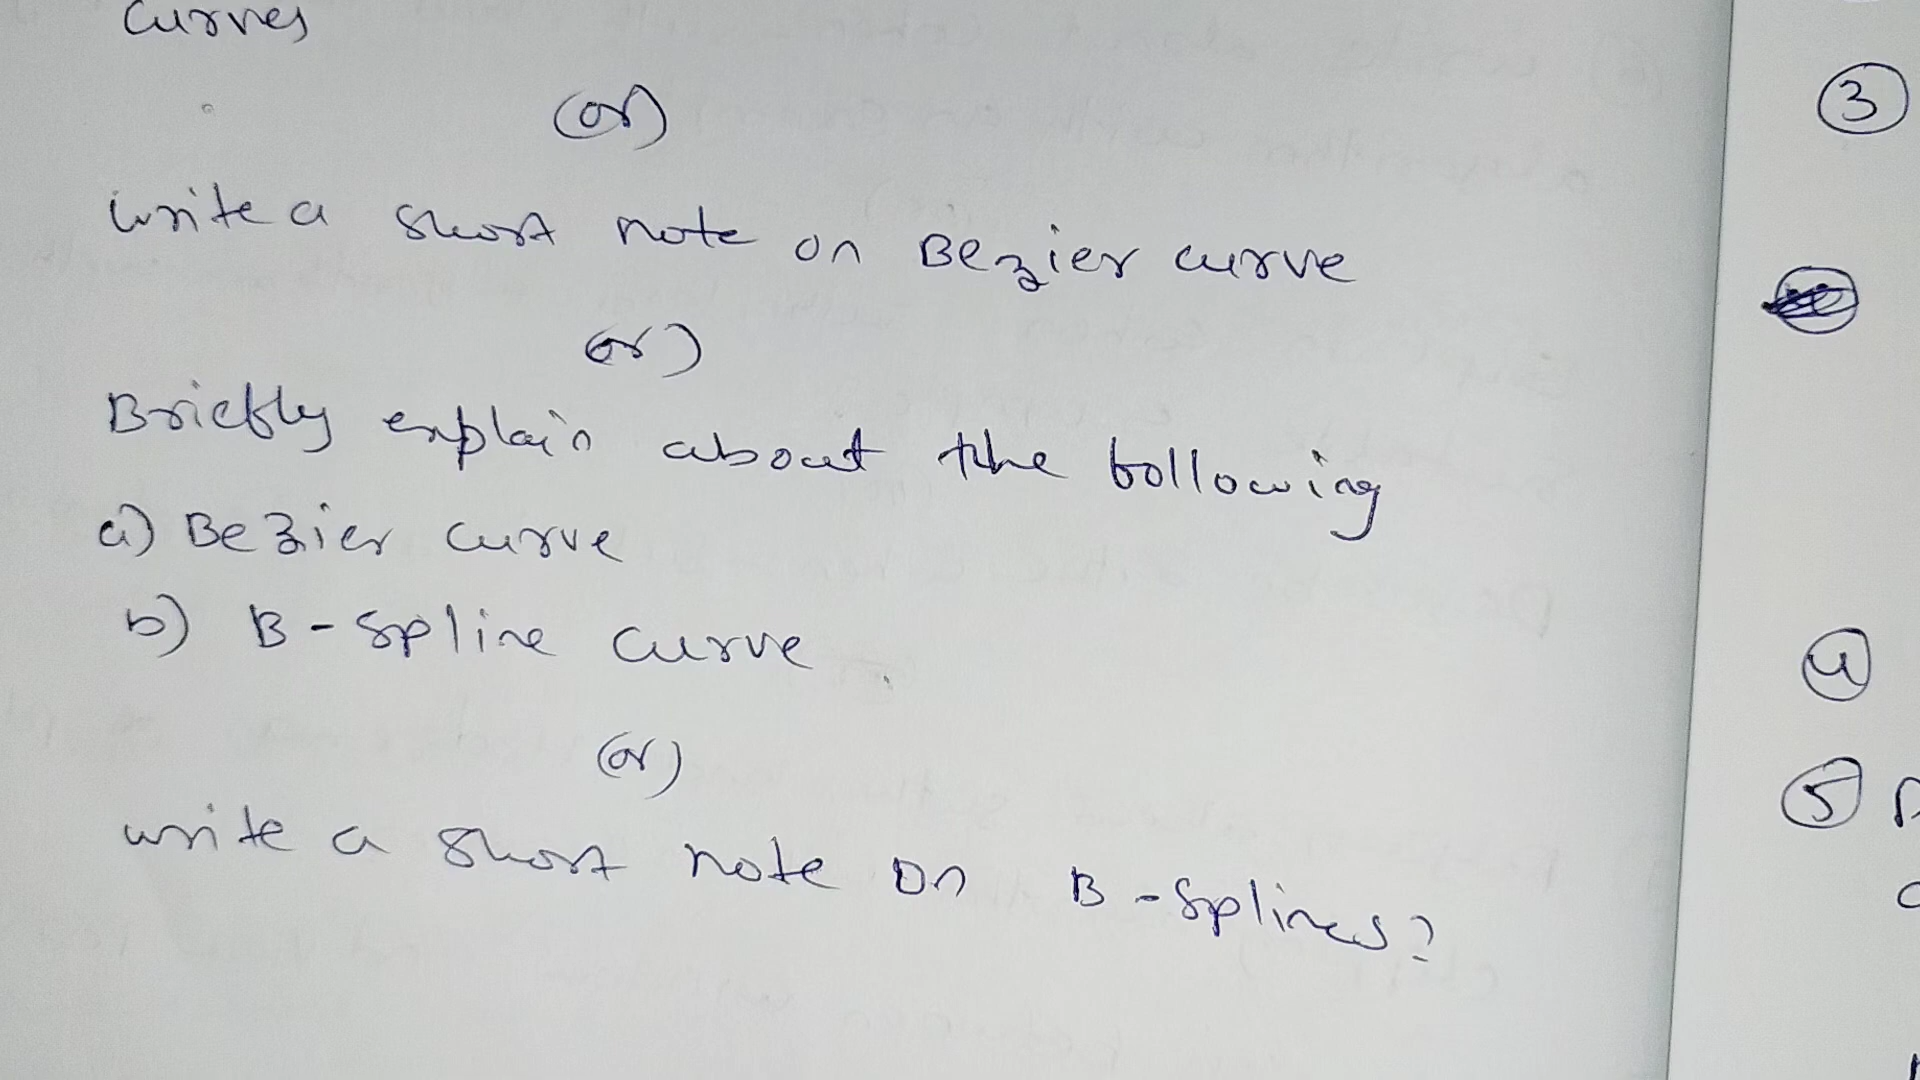 Curves
(or)
write a short note on Bezier curve
(or)
Briefly explain about the following
a) Bezier curve
b) B-Spline curve
(or)
write a short note on B-Splines?
3
4
5